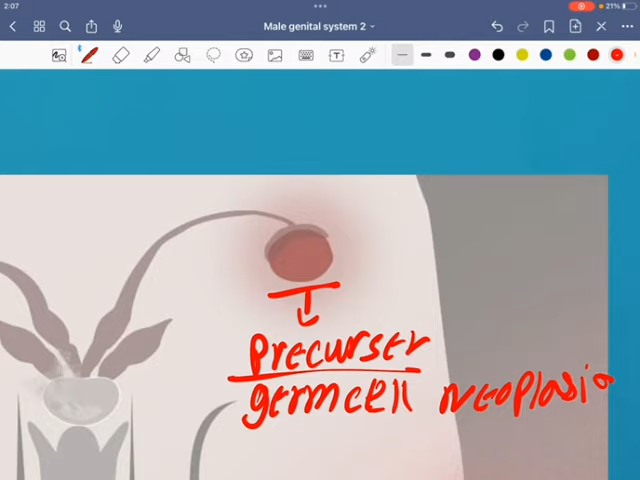 2:07
21%
Male genital system 2
T
precurser
germcell neoplasia